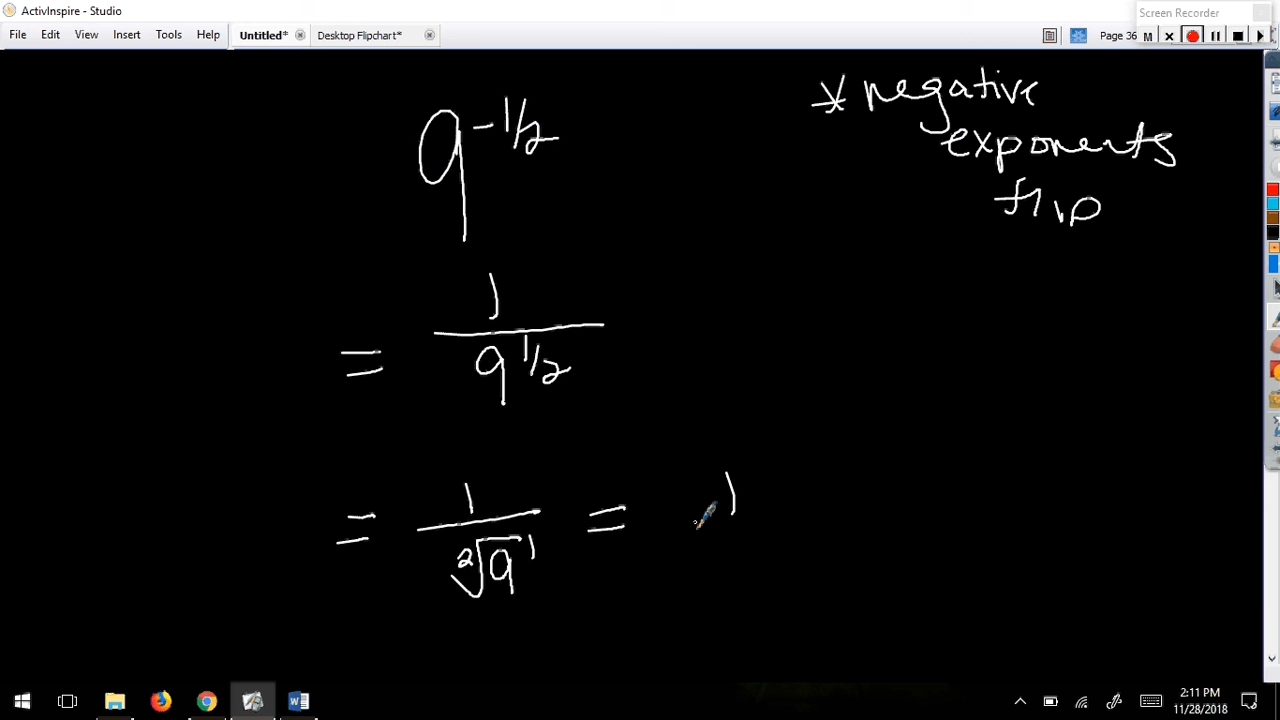 ActivInspire - Studio
Screen Recorder
File Edit View Insert Tools Help Untitled* Desktop Flipchart* Page 36 M
* negative
exponents
flip
9^{-1/2}
= 1 / 9^{1/2}
= 1 / ²√9¹ = 1
2:11 PM
11/28/2018